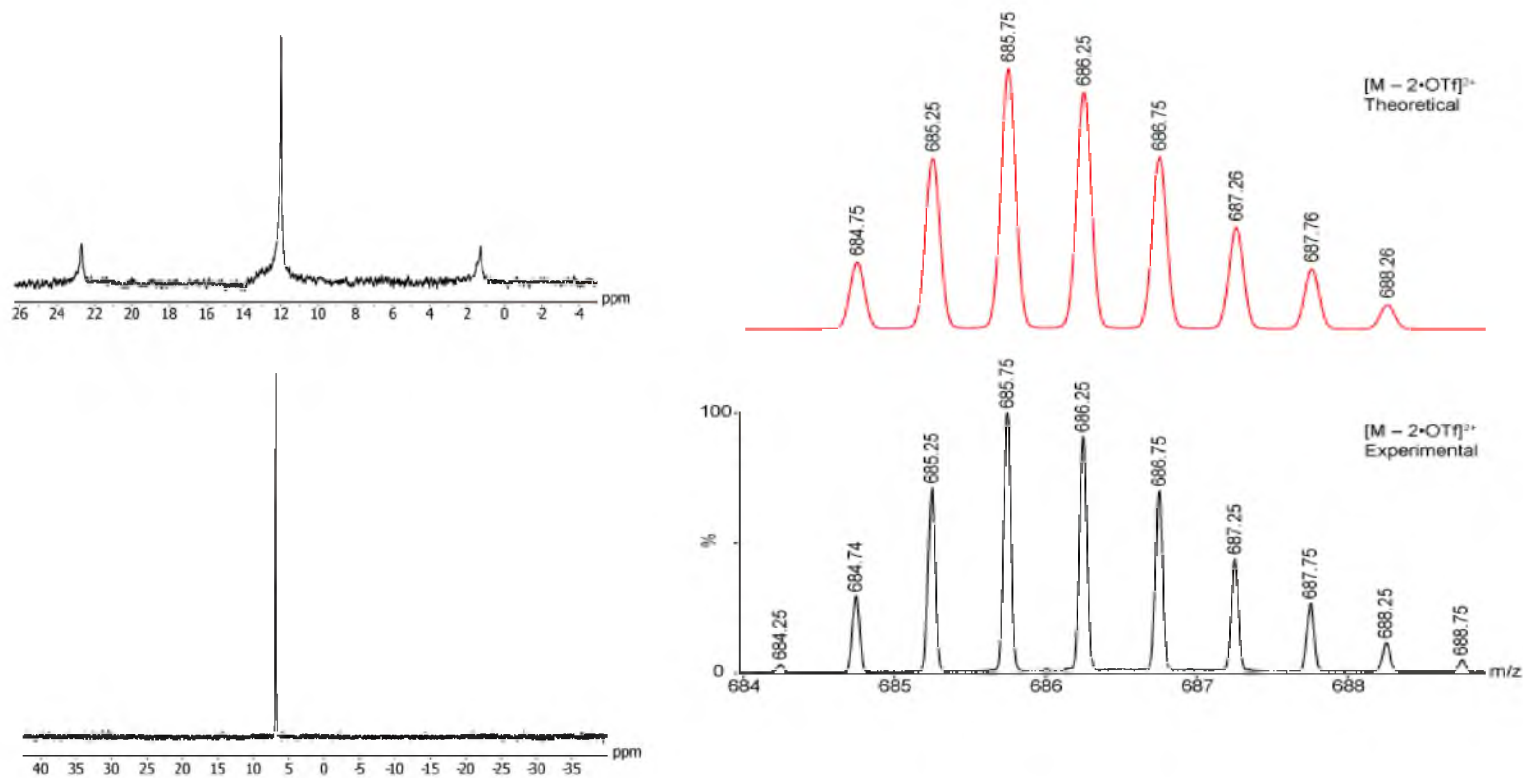 26 24 22 20 18 16 14 12 10 8 6 4 2 0 -2 -4 ppm
684.75 685.25 685.75 686.25 686.75 687.26 687.76 688.26
[M – 2•OTf]²⁺
Theoretical
40 35 30 25 20 15 10 5 0 -5 -10 -15 -20 -25 -30 -35 ppm
100
%
0
684.25 684.74 685.25 685.75 686.25 686.75 687.25 687.75 688.25 688.75
[M – 2•OTf]²⁺
Experimental
684 685 686 687 688 m/z